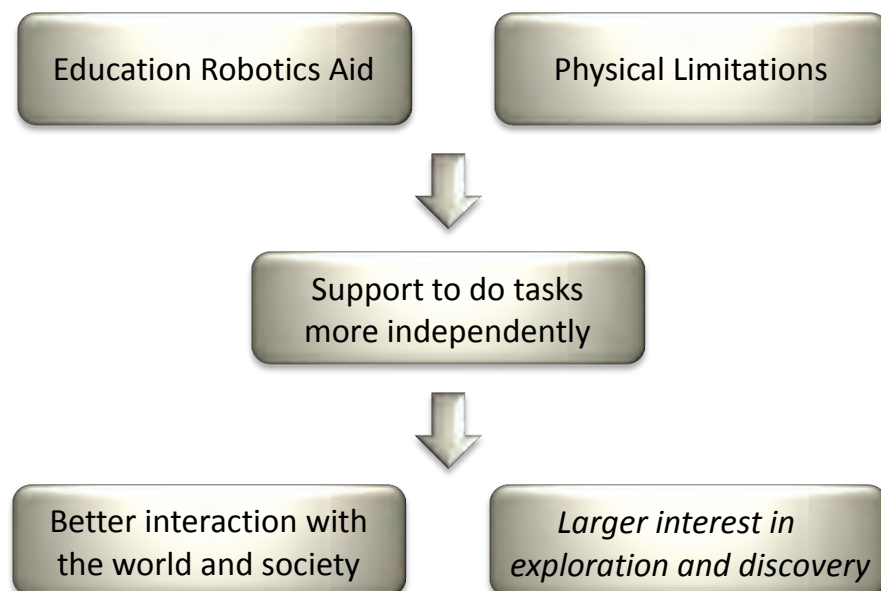 Education Robotics Aid
Physical Limitations
Support to do tasks
more independently
Better interaction with
the world and society
Larger interest in
exploration and discovery